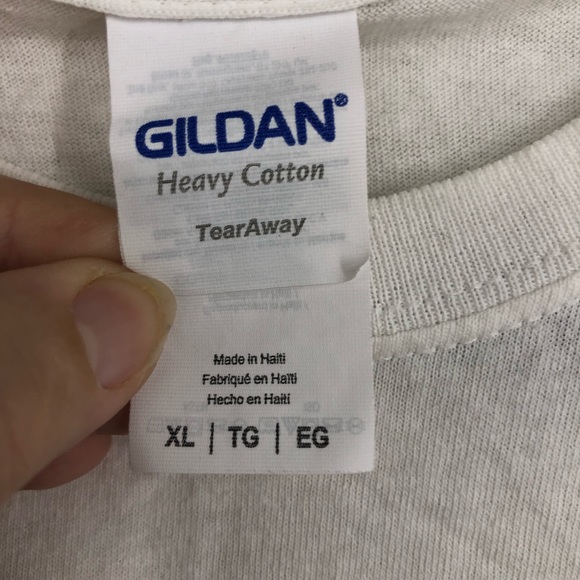 GILDAN®
Heavy Cotton
TearAway
Made in Haiti
Fabriqué en Haïti
Hecho en Haití
XL | TG | EG